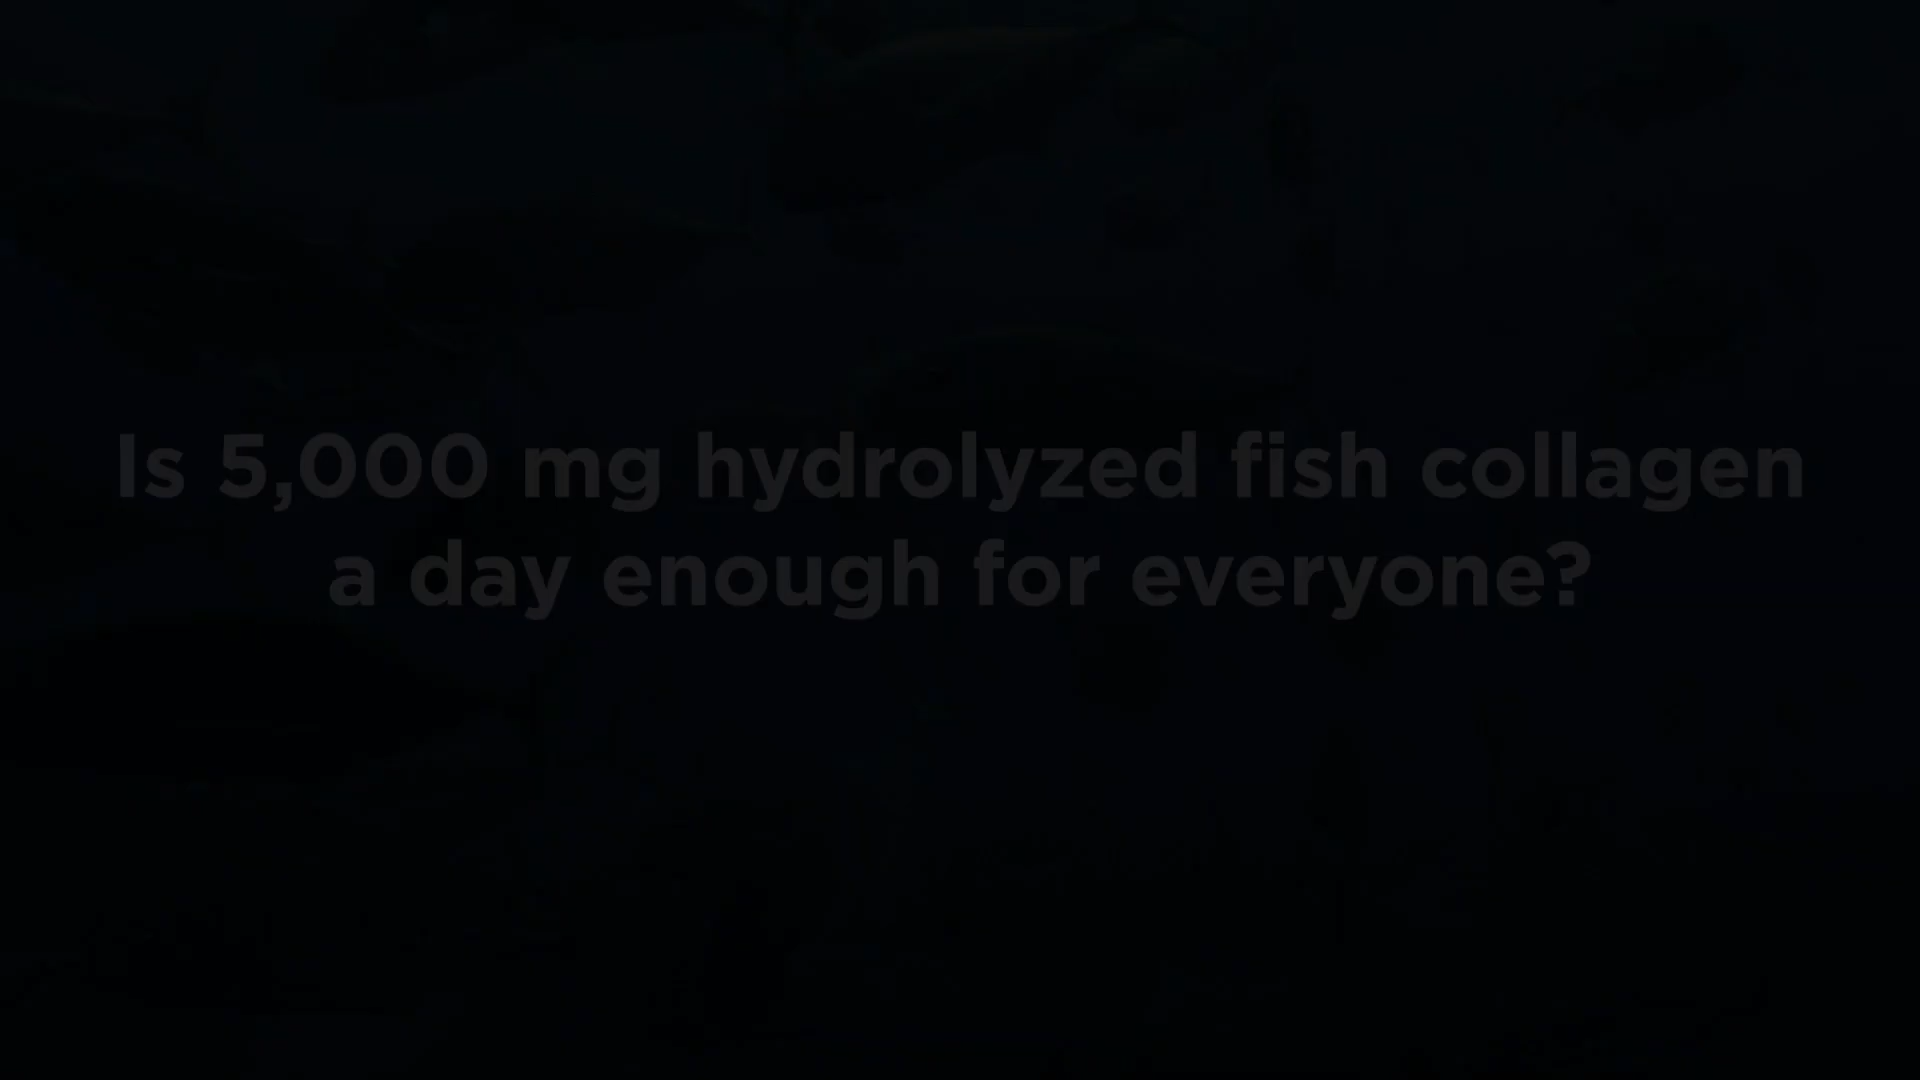 Is 5,000 mg hydrolyzed fish collagen
a day enough for everyone?